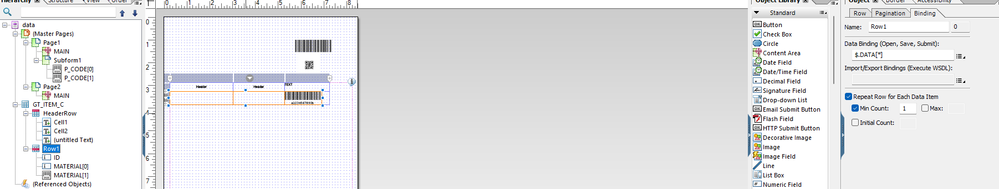 Hierarchy
Structure
View
Order
data
(Master Pages)
Page1
MAIN
Subform1
P_CODE[0]
P_CODE[1]
Page2
MAIN
GT_ITEM_C
HeaderRow
Cell1
Cell2
(untitled Text)
Row1
ID
MATERIAL[0]
MATERIAL[1]
(Referenced Objects)
0 1 2 3 4 5 6 7 8
0
1
2
3
4
5
6
7
Header Header TEXT
a1234567890b
Object Library
Standard
Button
Check Box
Circle
Content Area
Date Field
Date/Time Field
Decimal Field
Signature Field
Drop-down List
Email Submit Button
Flash Field
HTTP Submit Button
Decorative Image
Image
Image Field
Line
List Box
Numeric Field
Object
Border
Accessibility
Row Pagination Binding
Name: Row1 0
Data Binding (Open, Save, Submit):
$.DATA[*]
Import/Export Bindings (Execute WSDL):
Repeat Row for Each Data Item
Min Count: 1 Max:
Initial Count: